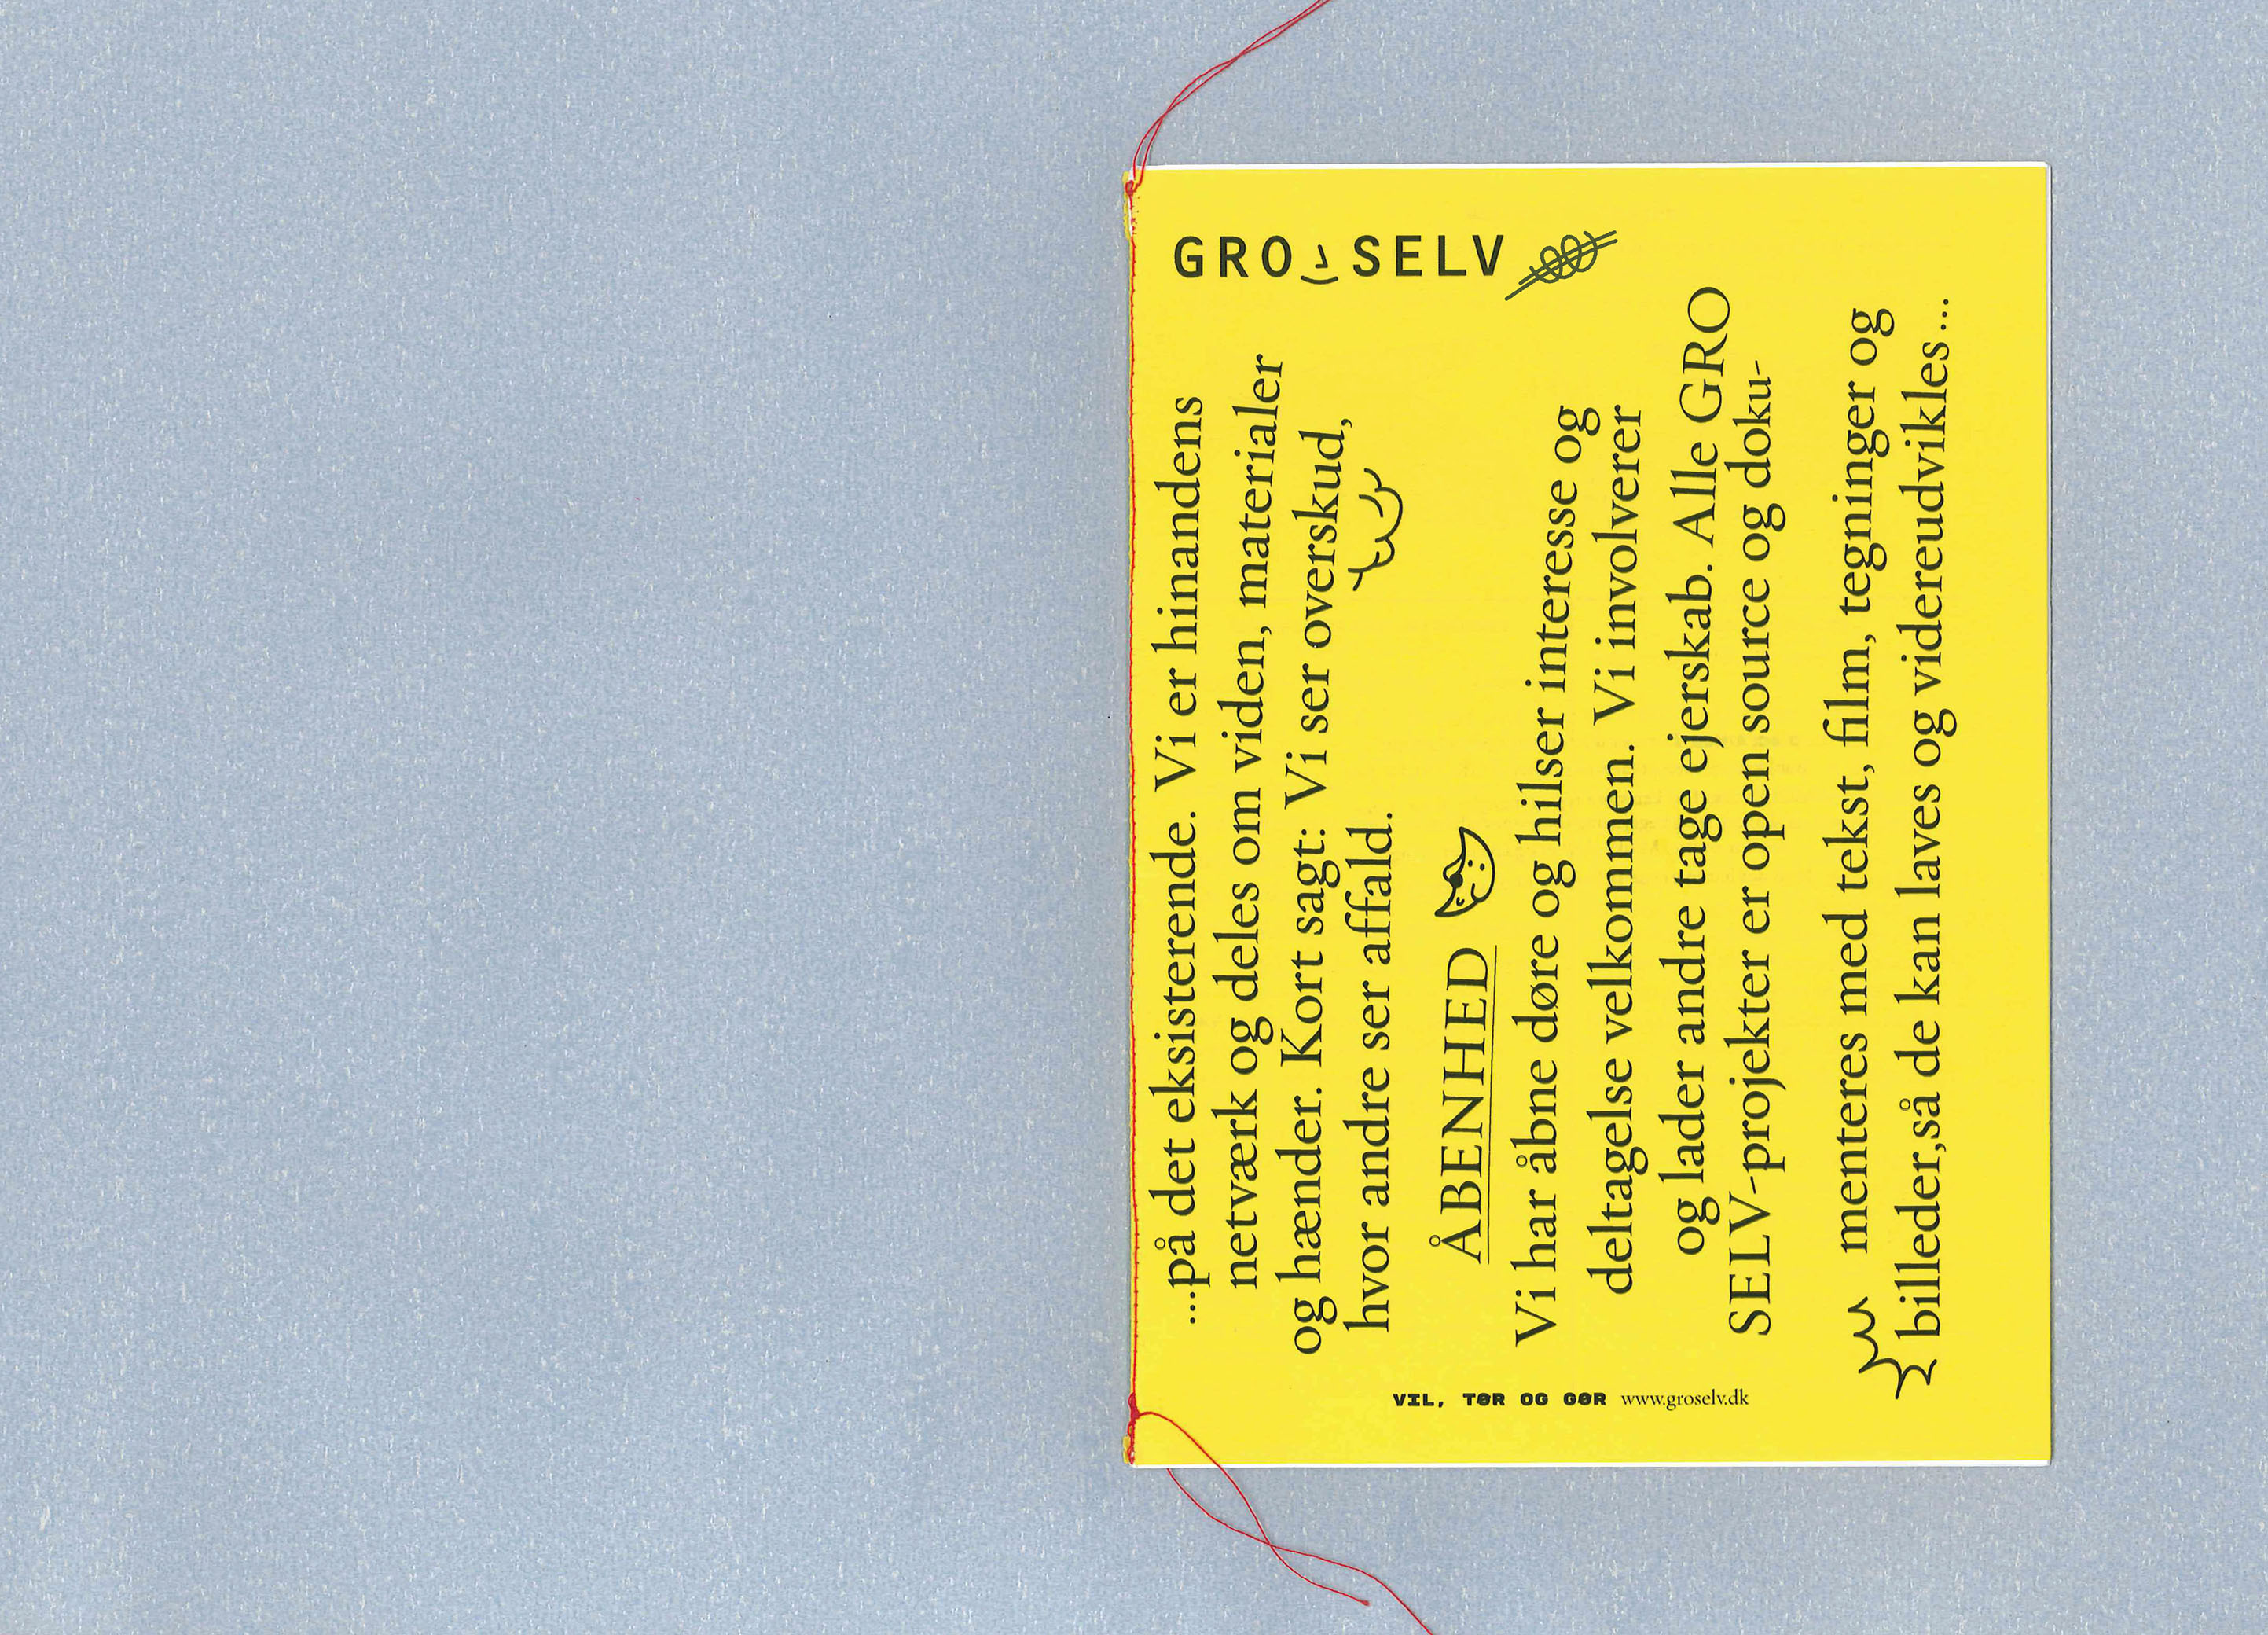 GRO SELV
...på det eksisterende. Vi er hinandens
netværk og deles om viden, materialer
og hænder. Kort sagt: Vi ser overskud,
hvor andre ser affald.
ÅBENHED
Vi har åbne døre og hilser interesse og
deltagelse velkommen. Vi involverer
og lader andre tage ejerskab. Alle GRO
SELV-projekter er open source og doku-
menteres med tekst, film, tegninger og
billeder,så de kan laves og videreudvikles...
VIL, TØR OG GØR www.groselv.dk